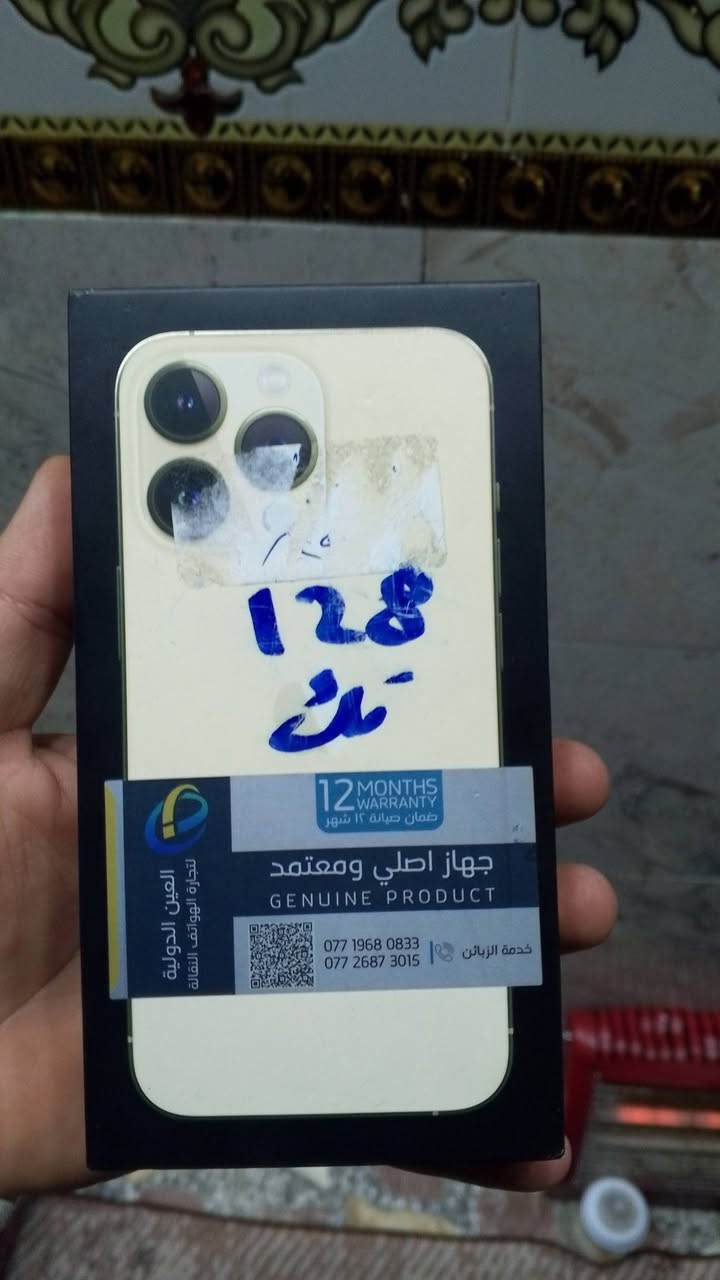 128
12 MONTHS
WARRANTY
ضمان صيانة ١٢ شهر
جهاز اصلي ومعتمد
GENUINE PRODUCT
العين الدولية
لتجارة الهواتف النقالة
077 1968 0833
077 2687 3015
خدمة الزبائن